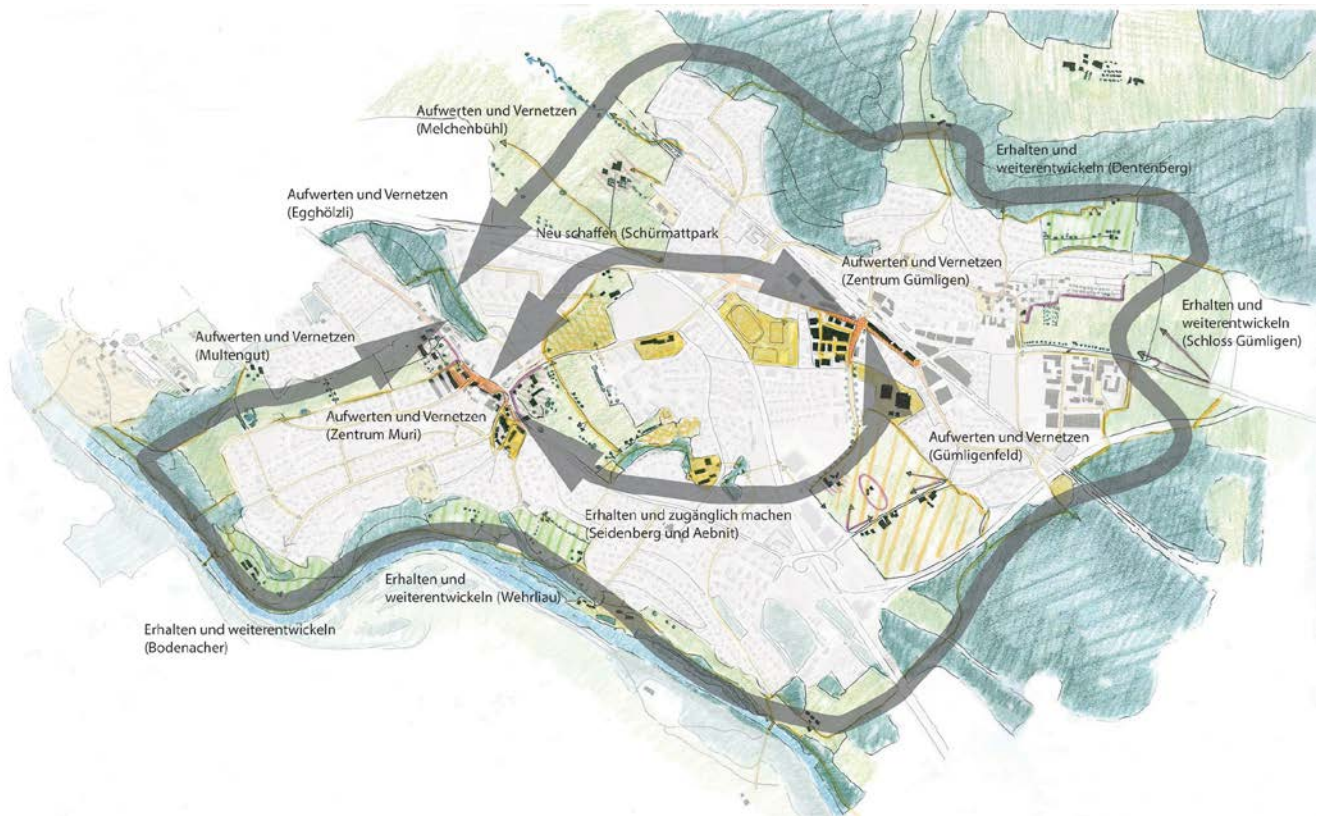 Aufwerten und Vernetzen
(Melchenbühl)
Erhalten und
weiterentwickeln (Dentenberg)
Aufwerten und Vernetzen
(Egghölzli)
Neu schaffen (Schürmattpark
Aufwerten und Vernetzen
(Zentrum Gümligen)
Erhalten und
weiterentwickeln
(Schloss Gümligen)
Aufwerten und Vernetzen
(Multengut)
Aufwerten und Vernetzen
(Zentrum Muri)
Aufwerten und Vernetzen
(Gümligenfeld)
Erhalten und zugänglich machen
(Seidenberg und Aebnit)
Erhalten und
weiterentwickeln (Wehrliau)
Erhalten und weiterentwickeln
(Bodenacher)